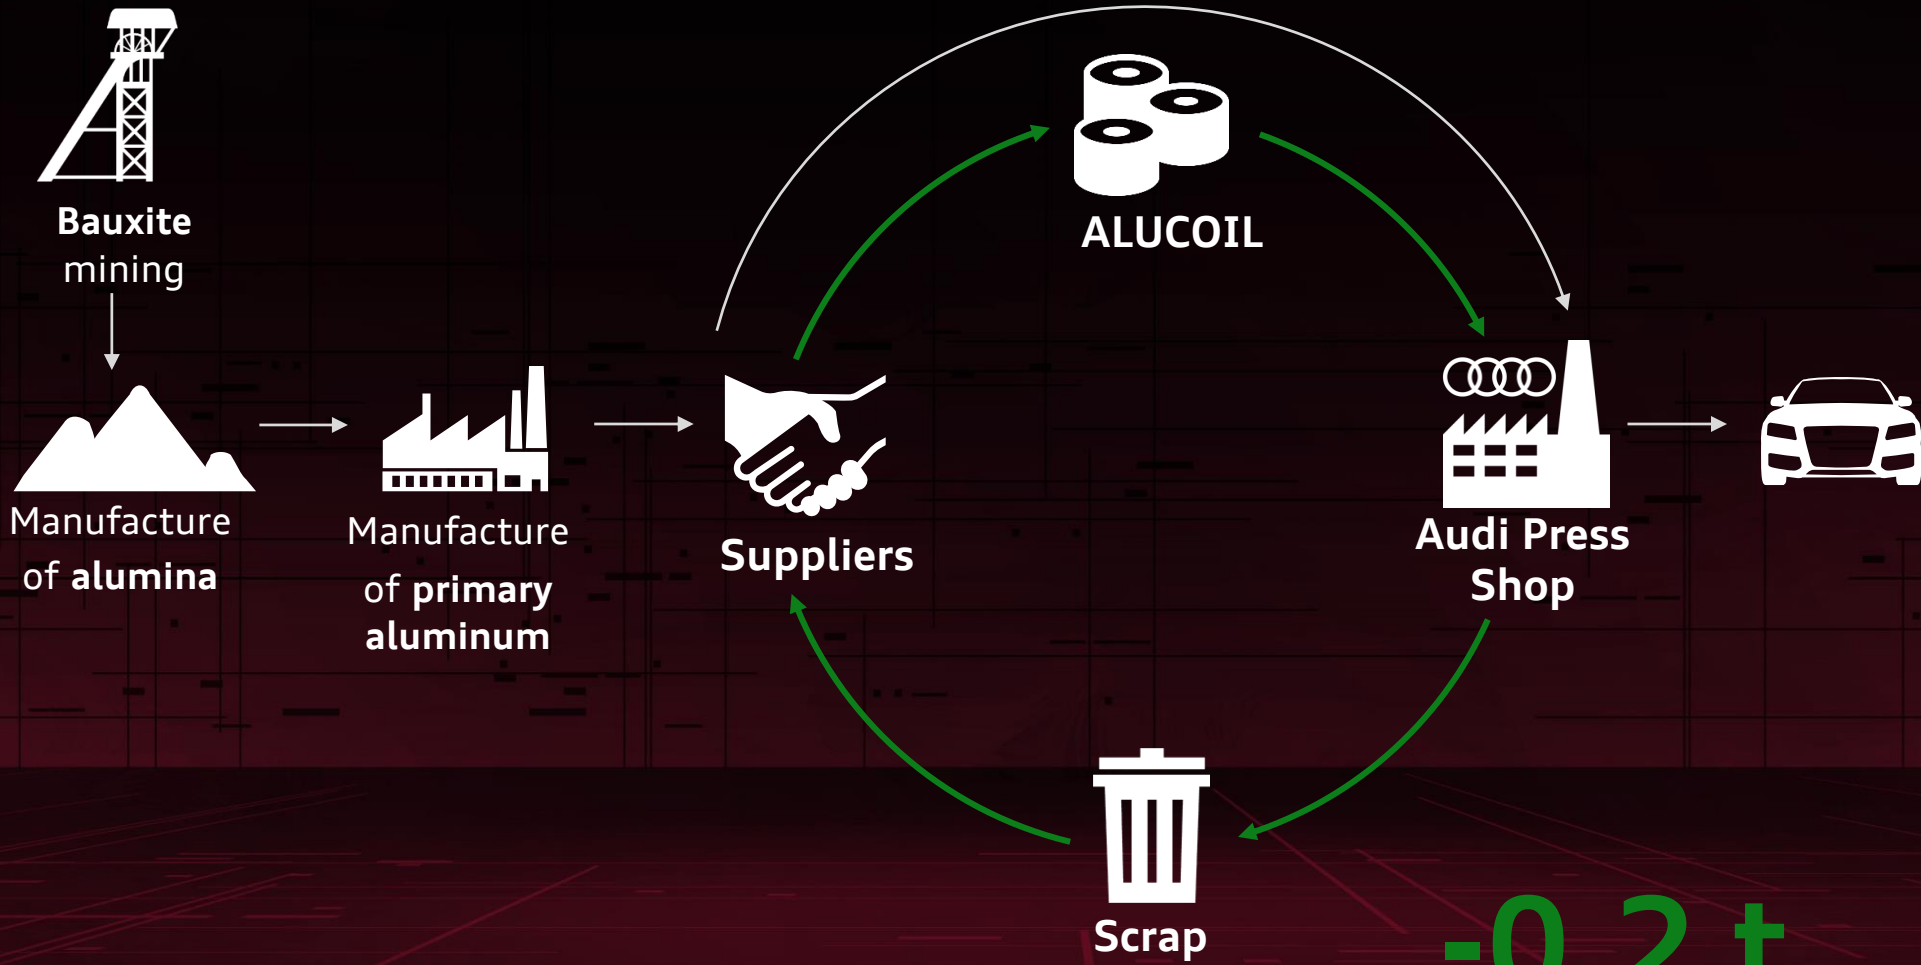 Bauxite
mining
ALUCOIL
Manufacture
of alumina
Manufacture
of primary
aluminum
Suppliers
Audi Press
Shop
Scrap
-0 2 t